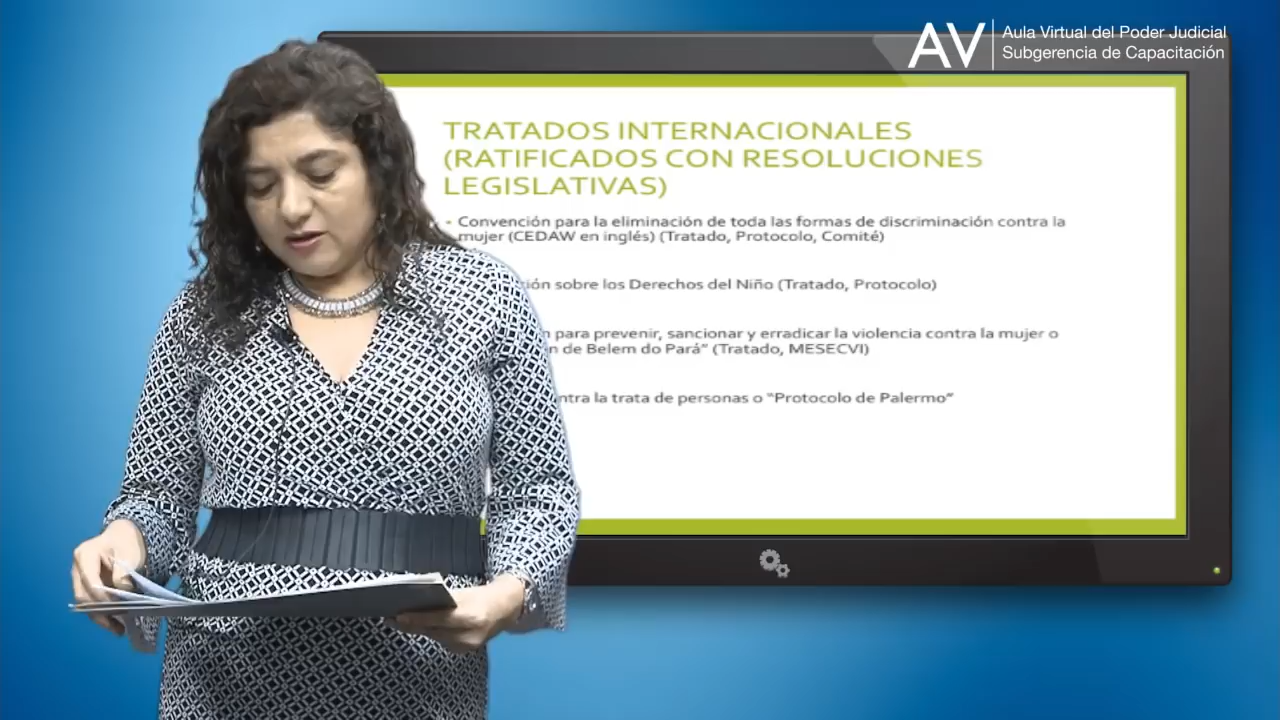 AV
Aula Virtual del Poder Judicial
Subgerencia de Capacitación
TRATADOS INTERNACIONALES
(RATIFICADOS CON RESOLUCIONES
LEGISLATIVAS)
- Convención para la eliminación de toda las formas de discriminación contra la
mujer (CEDAW en inglés) (Tratado, Protocolo, Comité)
sobre los Derechos del Niño (Tratado, Protocolo)
para prevenir, sancionar y erradicar la violencia contra la mujer o
de Belem do Pará” (Tratado, MESECVI)
la trata de personas o “Protocolo de Palermo”